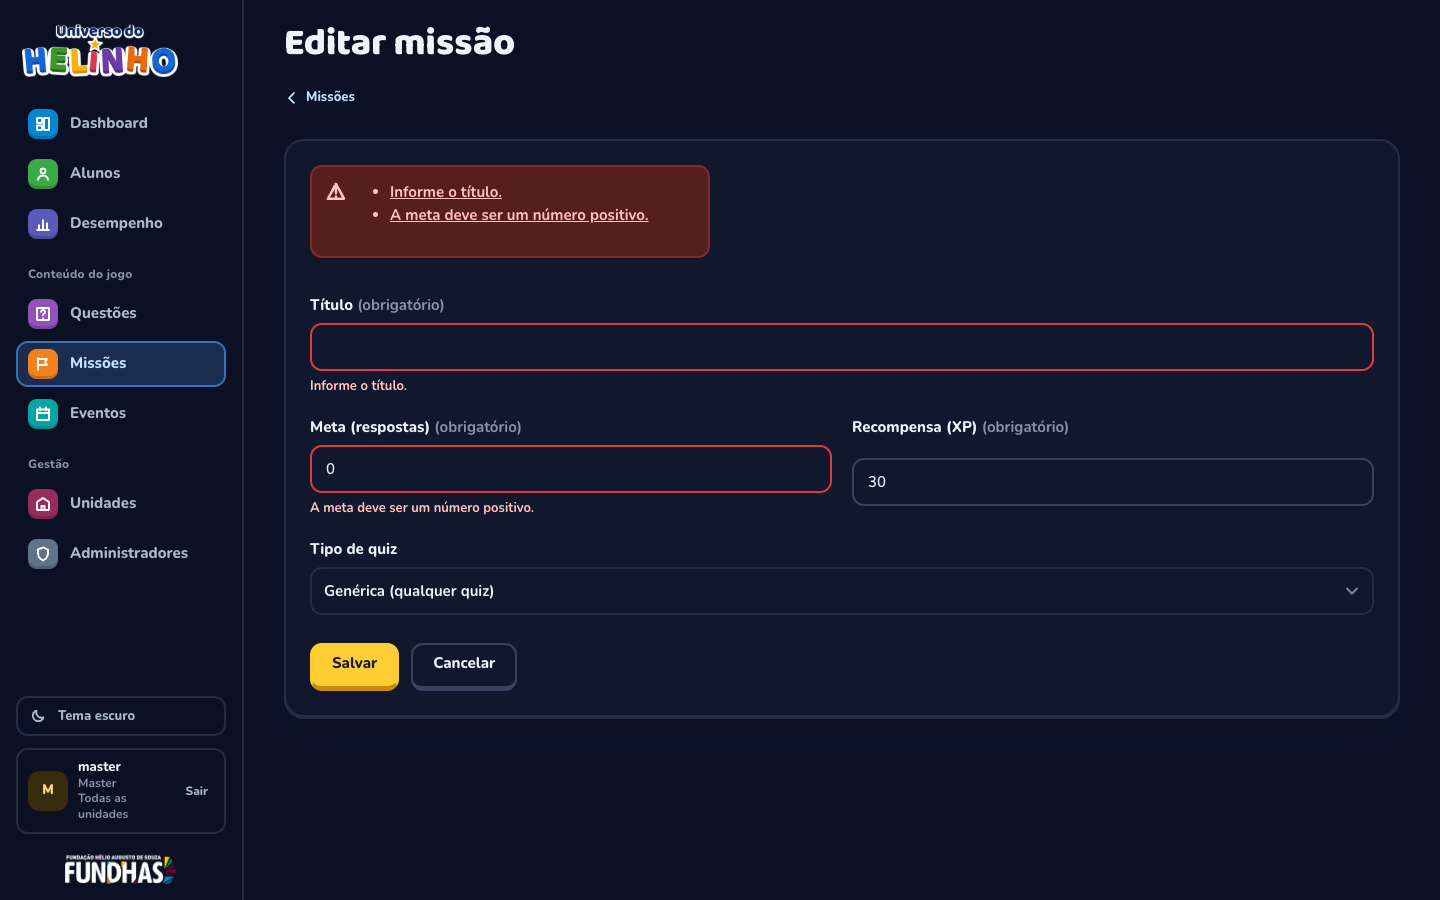 Universo do
HELINHO
Dashboard
Alunos
Desempenho
Conteúdo do jogo
Questões
Missões
Eventos
Gestão
Unidades
Administradores
Tema escuro
M
master
Master
Todas as
unidades
Sair
FUNDAÇÃO HÉLIO AUGUSTO DE SOUZA
FUNDHAS
Editar missão
Missões
Informe o título.
A meta deve ser um número positivo.
Título (obrigatório)
Informe o título.
Meta (respostas) (obrigatório)
0
A meta deve ser um número positivo.
Recompensa (XP) (obrigatório)
30
Tipo de quiz
Genérica (qualquer quiz)
Salvar
Cancelar